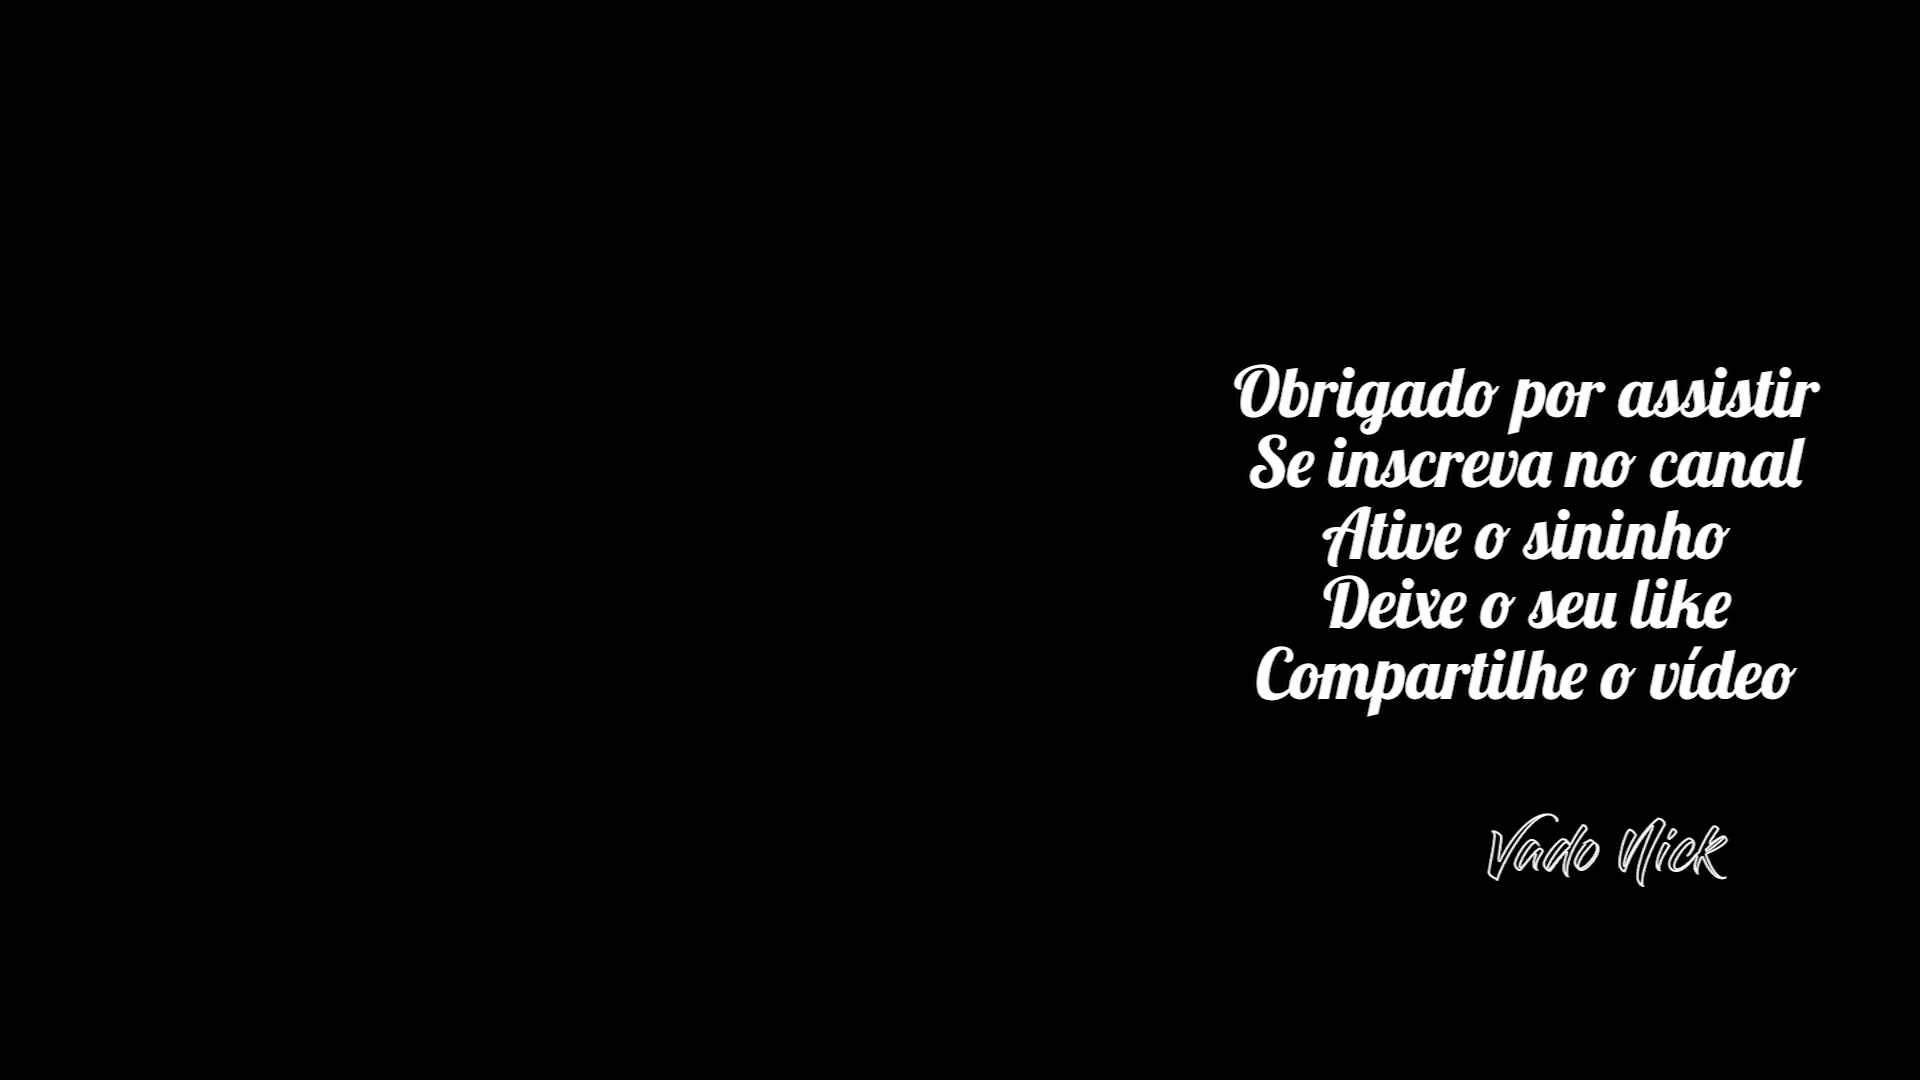 Obrigado por assistir
Se inscreva no canal
Ative o sininho
Deixe o seu like
Compartilhe o vídeo
Vado Nick